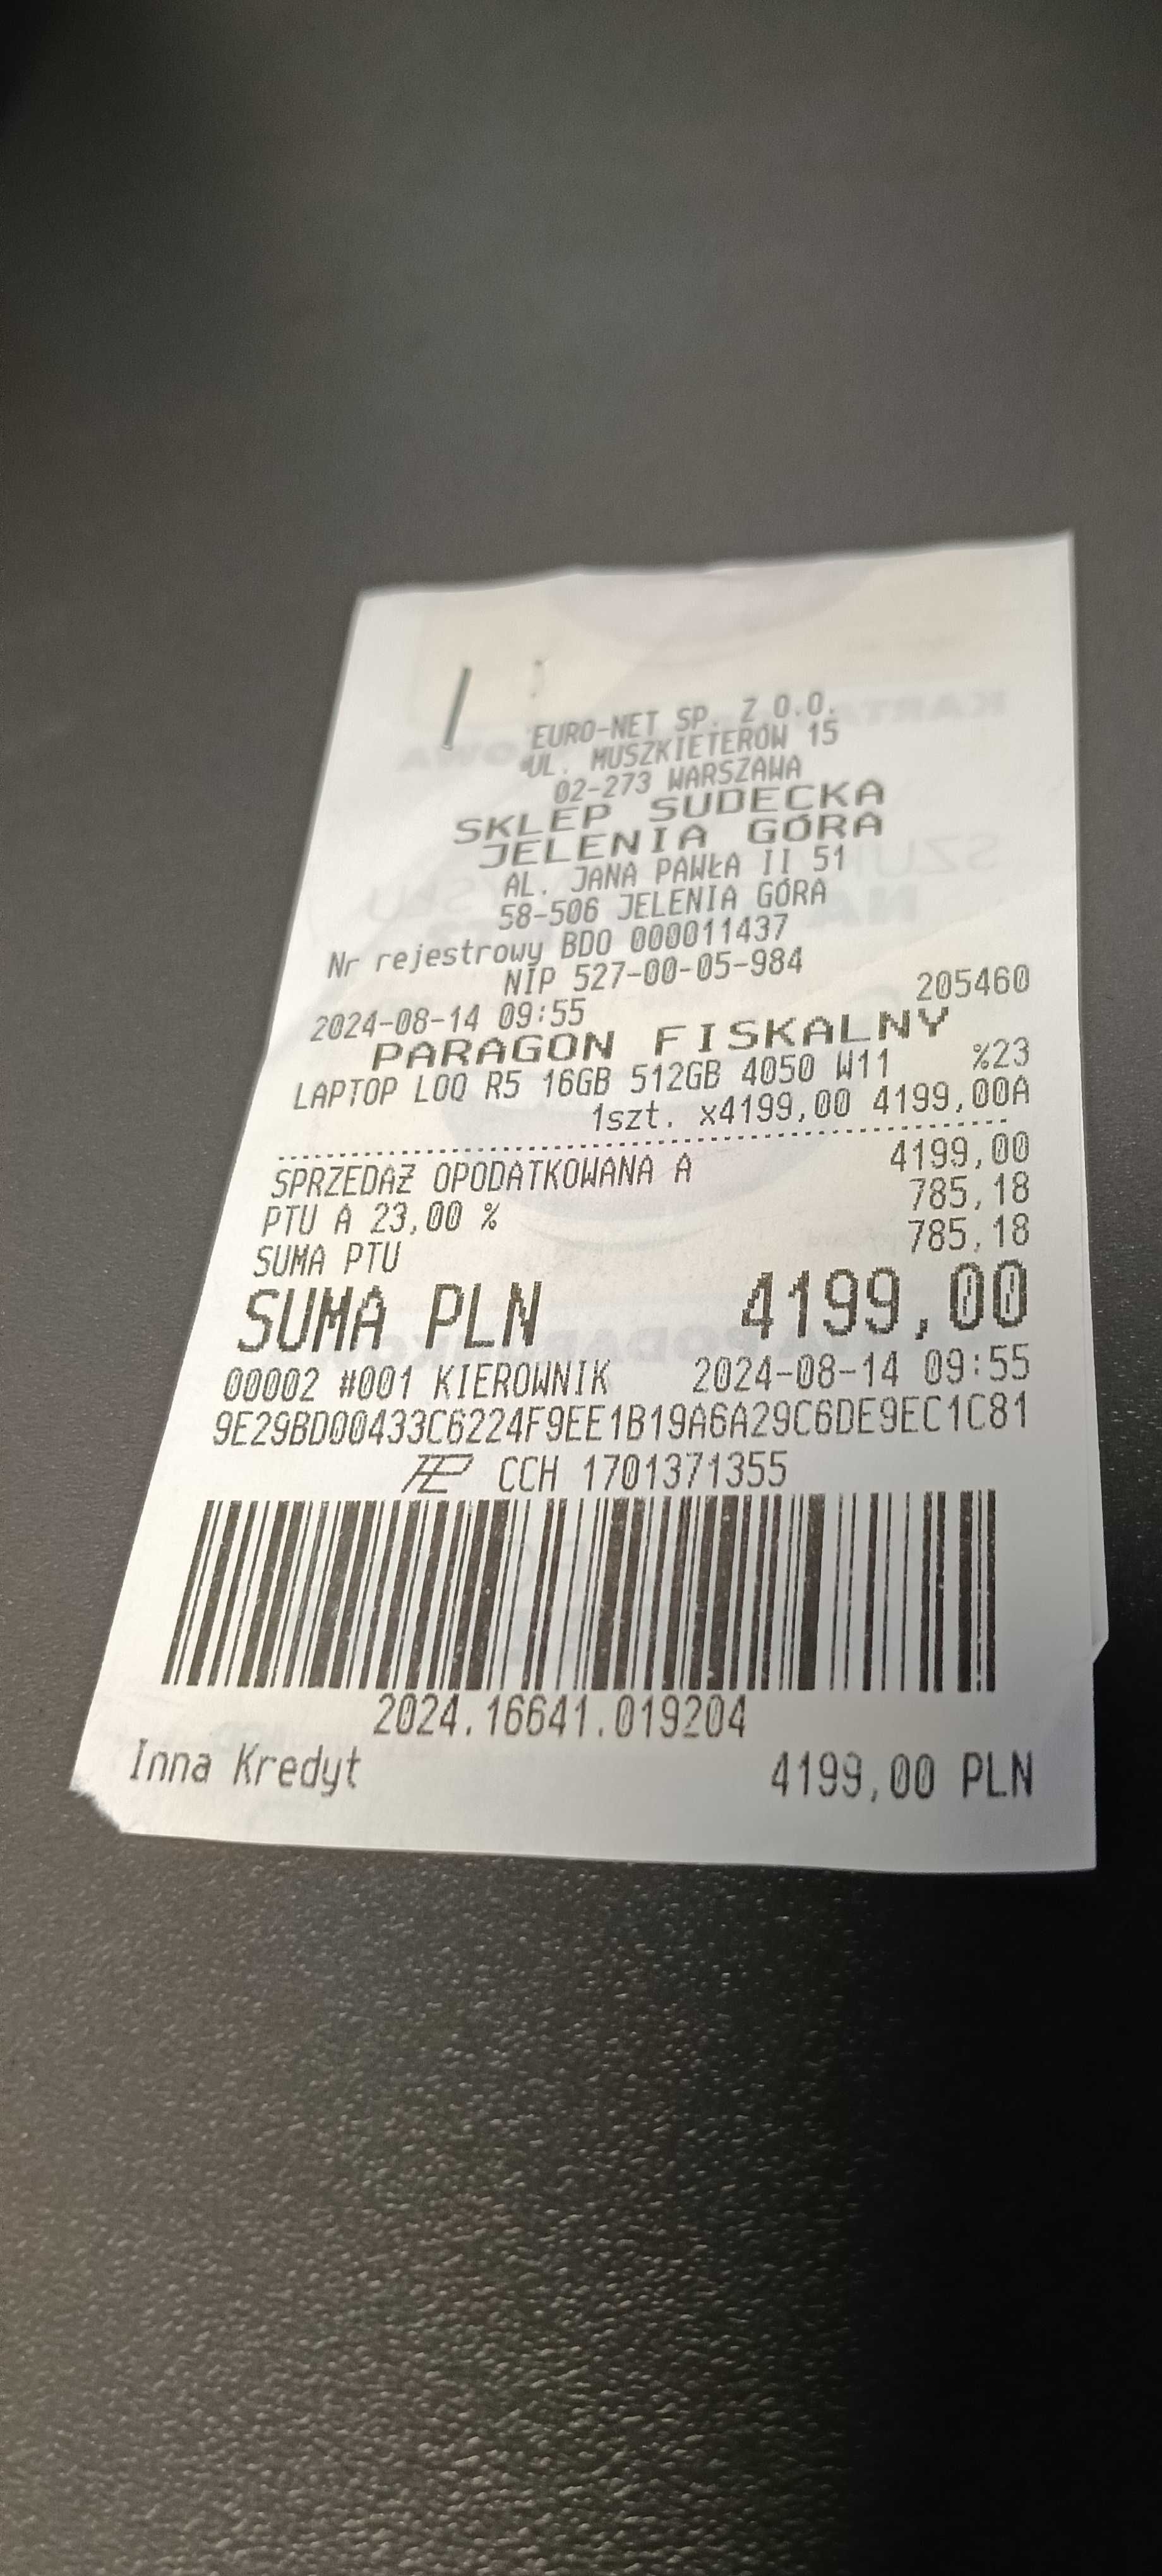 EURO-NET SP. Z O.O.
UL. MUSZKIETERÓW 15
02-273 WARSZAWA
SKLEP SUDECKA
JELENIA GÓRA
AL. JANA PAWŁA II 51
58-506 JELENIA GÓRA
Nr rejestrowy BDO 000011437
NIP 527-00-05-984
2024-08-14 09:55 205460
PARAGON FISKALNY
LAPTOP LOQ R5 16GB 512GB 4050 W11 %23
1szt. x4199,00 4199,00A
SPRZEDAŻ OPODATKOWANA A 4199,00
PTU A 23,00 % 785,18
SUMA PTU 785,18
SUMA PLN 4199,00
00002 #001 KIEROWNIK 2024-08-14 09:55
9E29BD00433C6224F9EE1B19A6A29C6DE9EC1C81
CCH 1701371355
2024.16641.019204
Inna Kredyt 4199,00 PLN